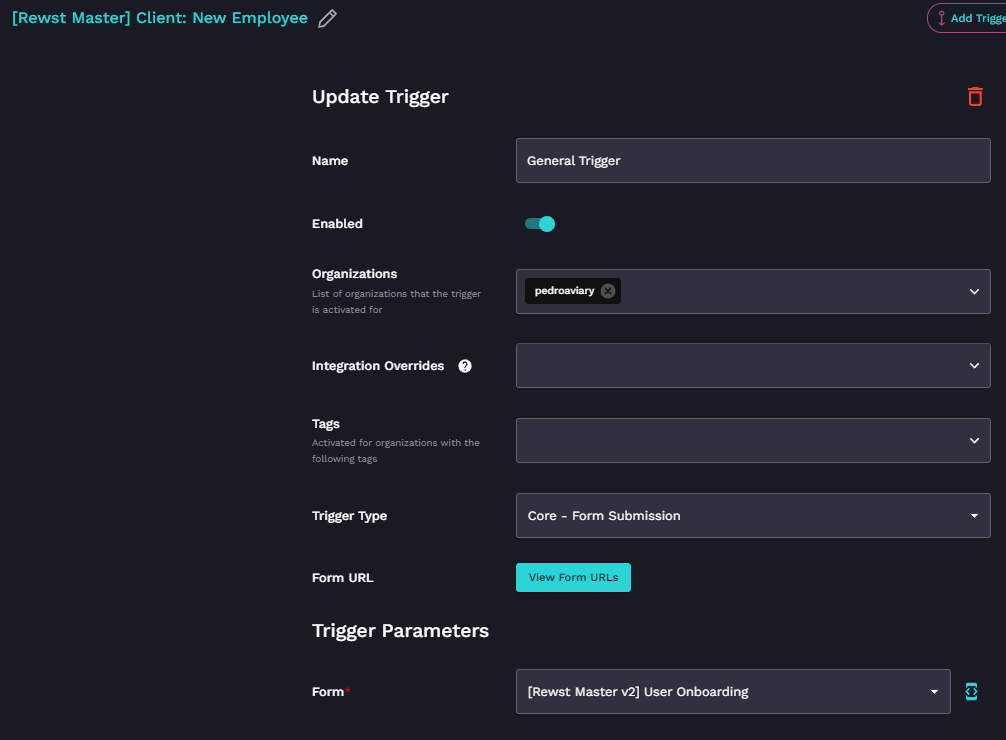 [Rewst Master] Client: New Employee
Add Trigge
Update Trigger
Name
General Trigger
Enabled
Organizations
List of organizations that the trigger
is activated for
pedroaviary
Integration Overrides
?
Tags
Activated for organizations with the
following tags
Trigger Type
Core - Form Submission
Form URL
View Form URLs
Trigger Parameters
Form*
[Rewst Master v2] User Onboarding